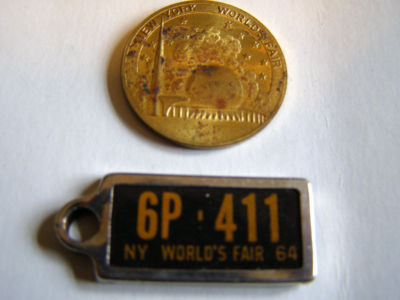 NEW YORK WORLD'S FAIR
6P·411
NY WORLD'S FAIR 64